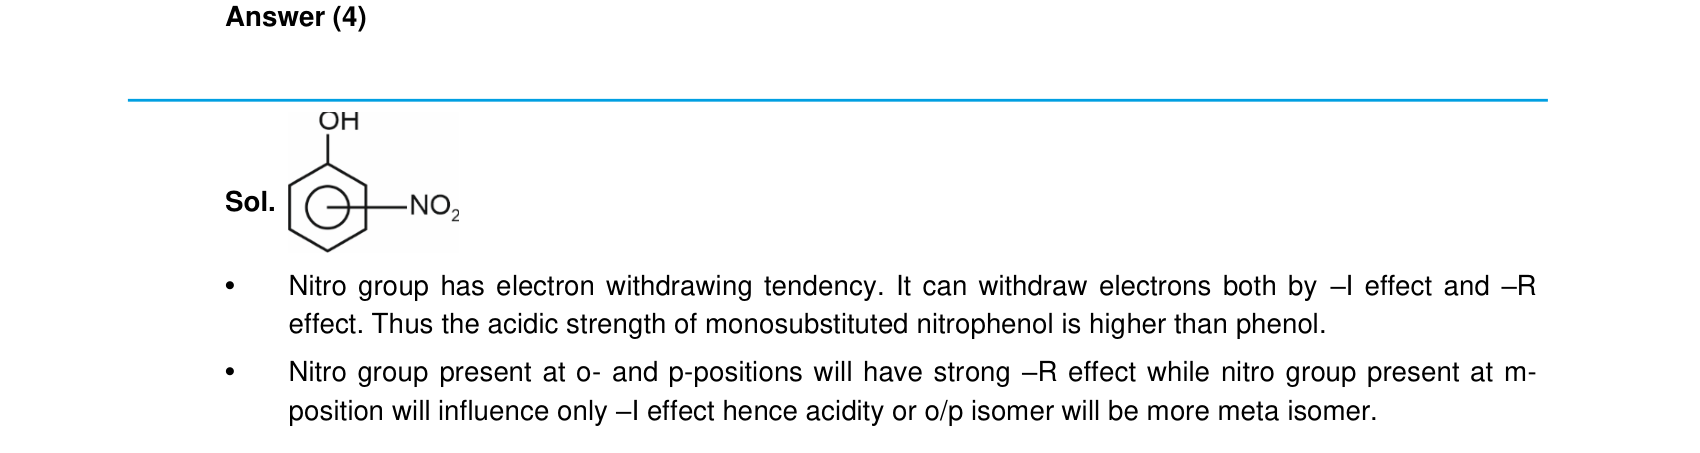 Answer (4)
OH
Sol.
NO2
• Nitro group has electron withdrawing tendency. It can withdraw electrons both by –I effect and –R
effect. Thus the acidic strength of monosubstituted nitrophenol is higher than phenol.
• Nitro group present at o- and p-positions will have strong –R effect while nitro group present at m-
position will influence only –I effect hence acidity or o/p isomer will be more meta isomer.